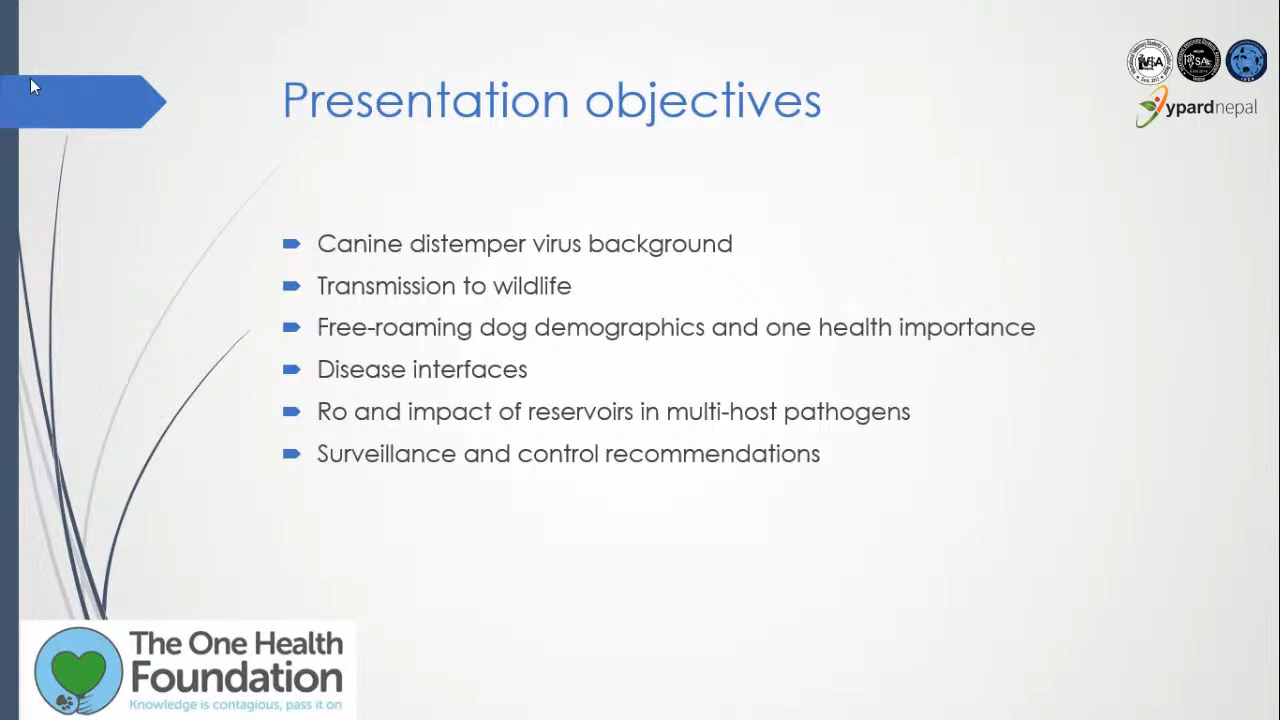 Presentation objectives
IVSA
ypardnepal
Canine distemper virus background
Transmission to wildlife
Free-roaming dog demographics and one health importance
Disease interfaces
Ro and impact of reservoirs in multi-host pathogens
Surveillance and control recommendations
The One Health
Foundation
Knowledge is contagious, pass it on